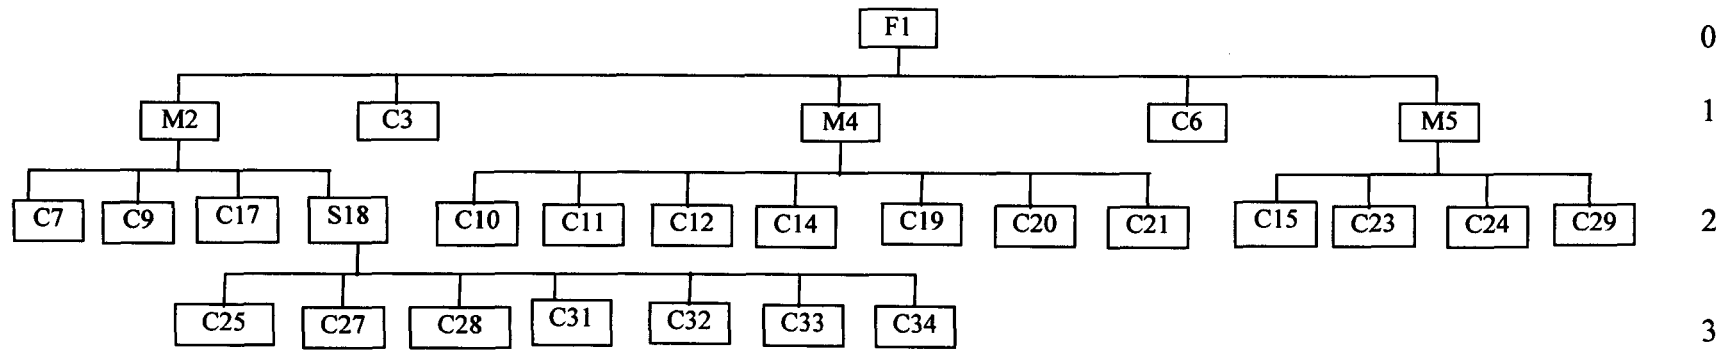 F1 0
M2 C3 M4 C6 M5 1
C7 C9 C17 S18 C10 C11 C12 C14 C19 C20 C21 C15 C23 C24 C29 2
C25 C27 C28 C31 C32 C33 C34 3